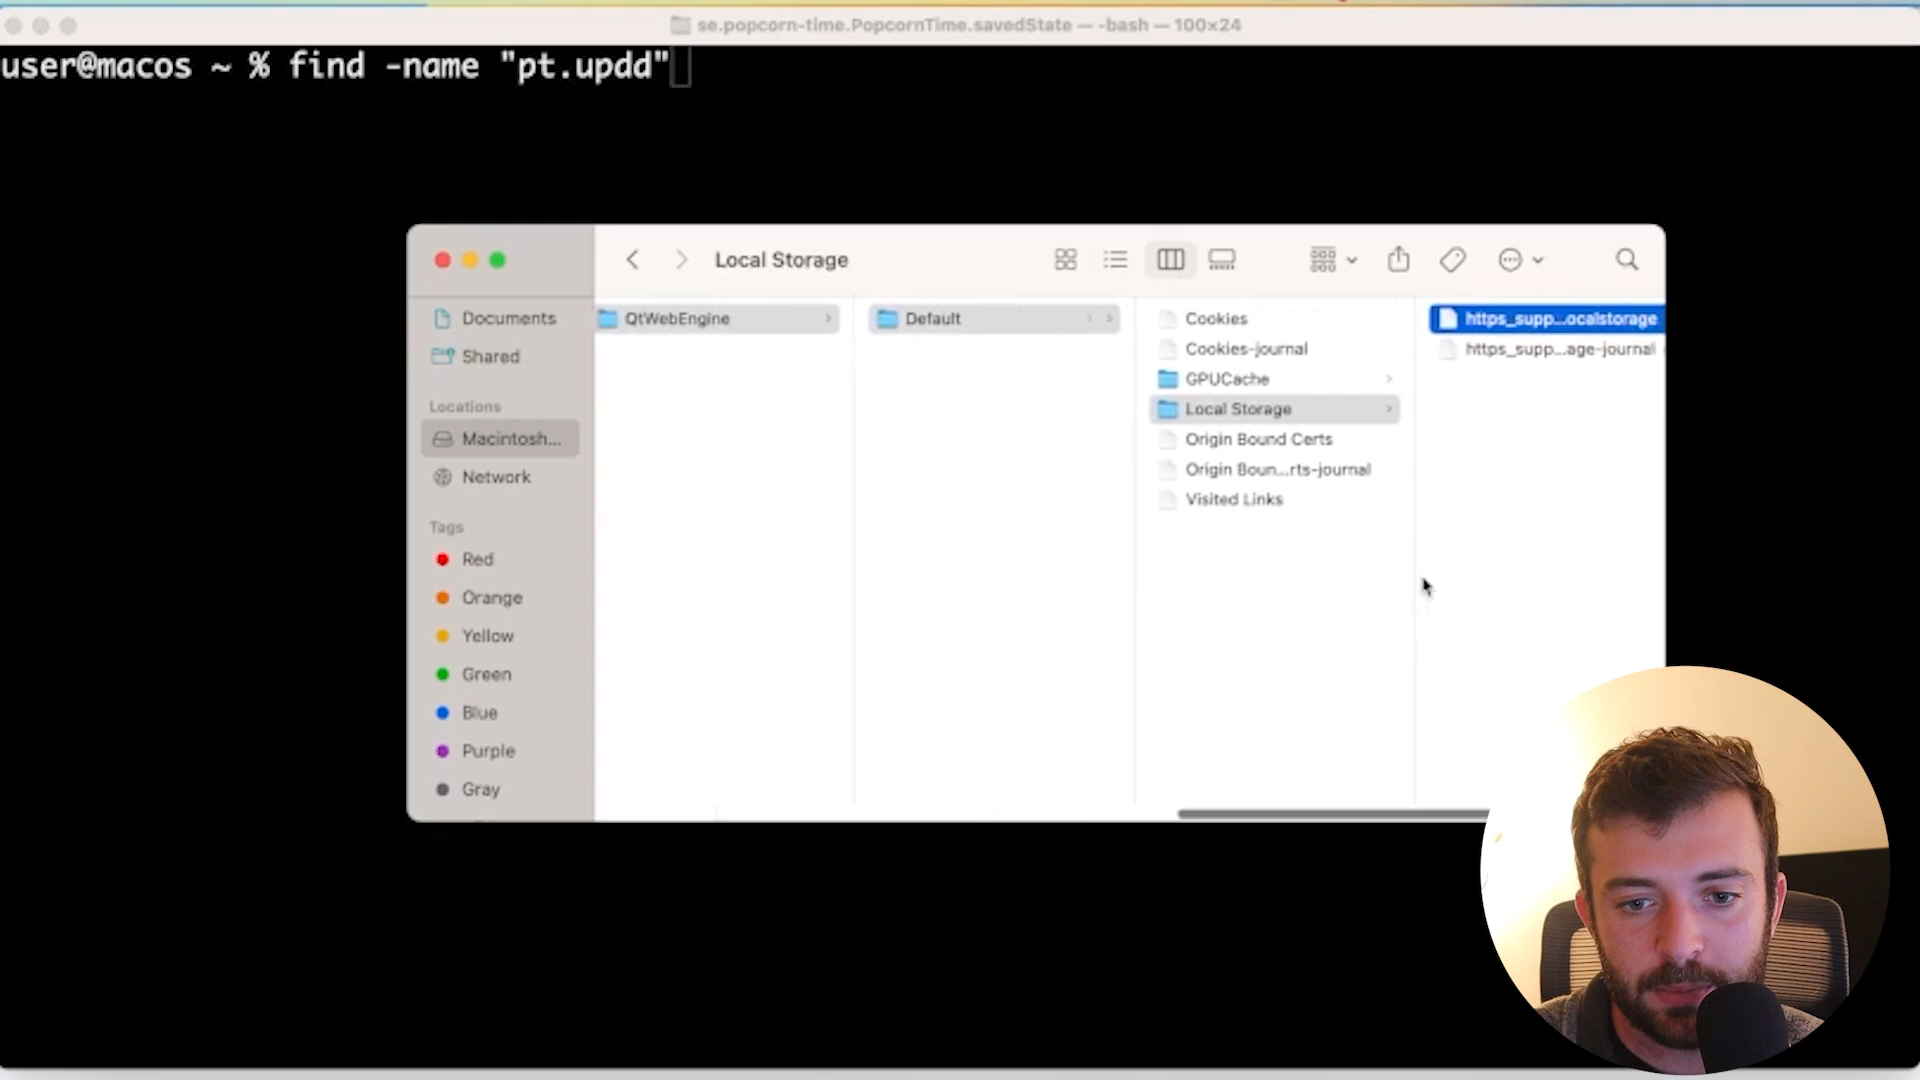 se.popcorn-time.PopcornTime.savedState — -bash — 100×24
user@macos ~ % find -name "pt.updd"
Local Storage
Documents
Shared
Locations
Macintosh...
Network
Tags
Red
Orange
Yellow
Green
Blue
Purple
Gray
QtWebEngine
Default
Cookies
Cookies-journal
GPUCache
Local Storage
Origin Bound Certs
Origin Boun...rts-journal
Visited Links
https_supp...ocalstorage
https_supp...age-journal